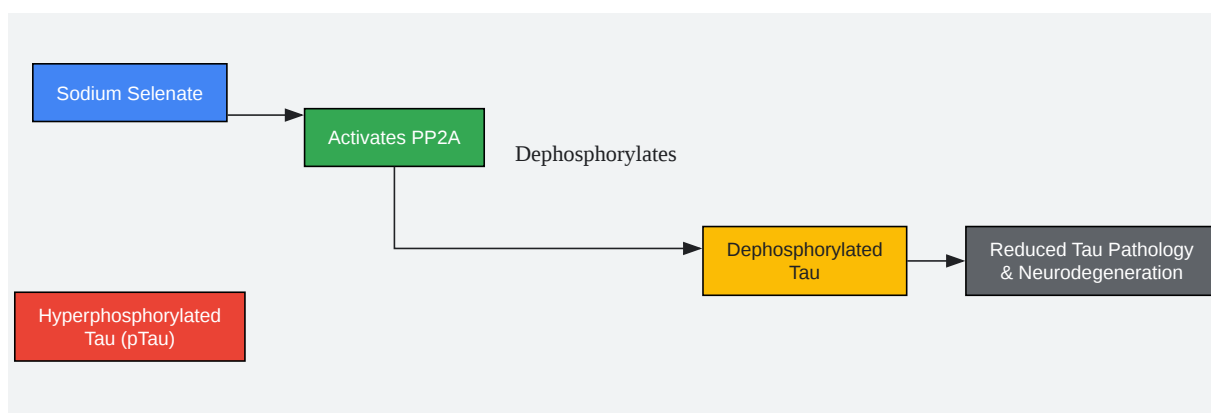 Sodium Selenate
Activates PP2A
Dephosphorylates
Dephosphorylated
Tau
Reduced Tau Pathology
& Neurodegeneration
Hyperphosphorylated
Tau (pTau)